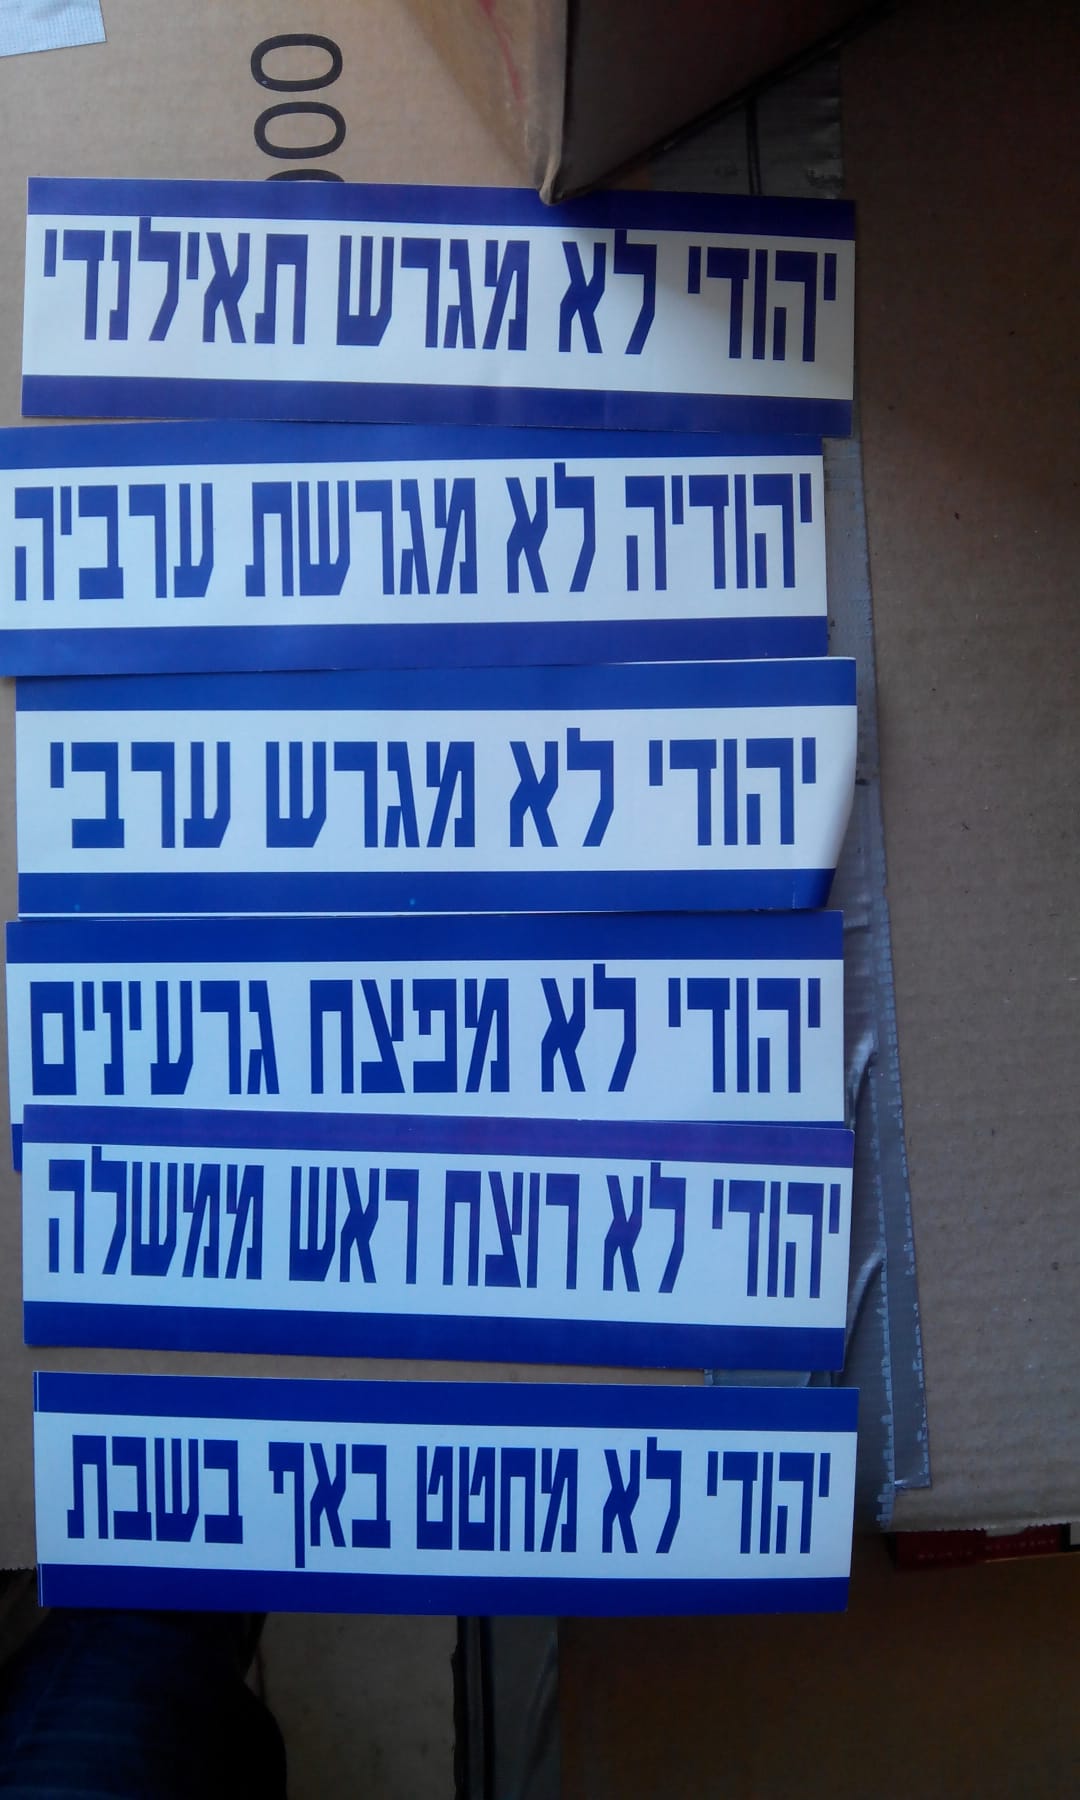 000
יהודי לא מגרש תאילנדי
יהודיה לא מגרשת ערביה
יהודי לא מגרש ערבי
יהודי לא מפצח גרעינים
יהודי לא רוצח ראש ממשלה
יהודי לא מחטט באף בשבת